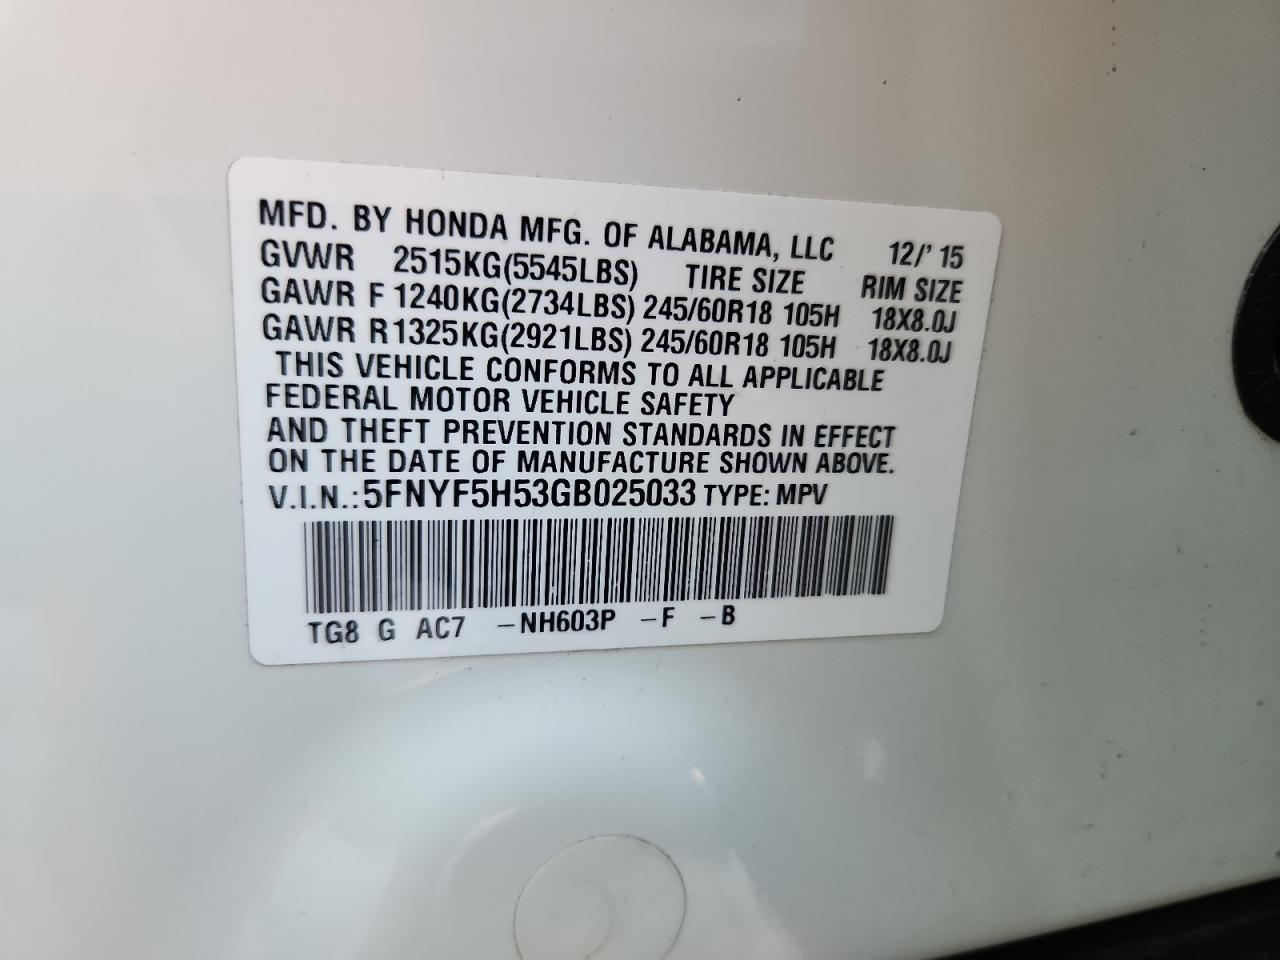 MFD. BY HONDA MFG. OF ALABAMA, LLC 12/' 15
GVWR 2515KG(5545LBS) TIRE SIZE RIM SIZE
GAWR F 1240KG(2734LBS) 245/60R18 105H 18X8.0J
GAWR R 1325KG(2921LBS) 245/60R18 105H 18X8.0J
THIS VEHICLE CONFORMS TO ALL APPLICABLE
FEDERAL MOTOR VEHICLE SAFETY
AND THEFT PREVENTION STANDARDS IN EFFECT
ON THE DATE OF MANUFACTURE SHOWN ABOVE.
V.I.N.: 5FNYF5H53GB025033 TYPE: MPV
TG8 G AC7 -NH603P -F -B